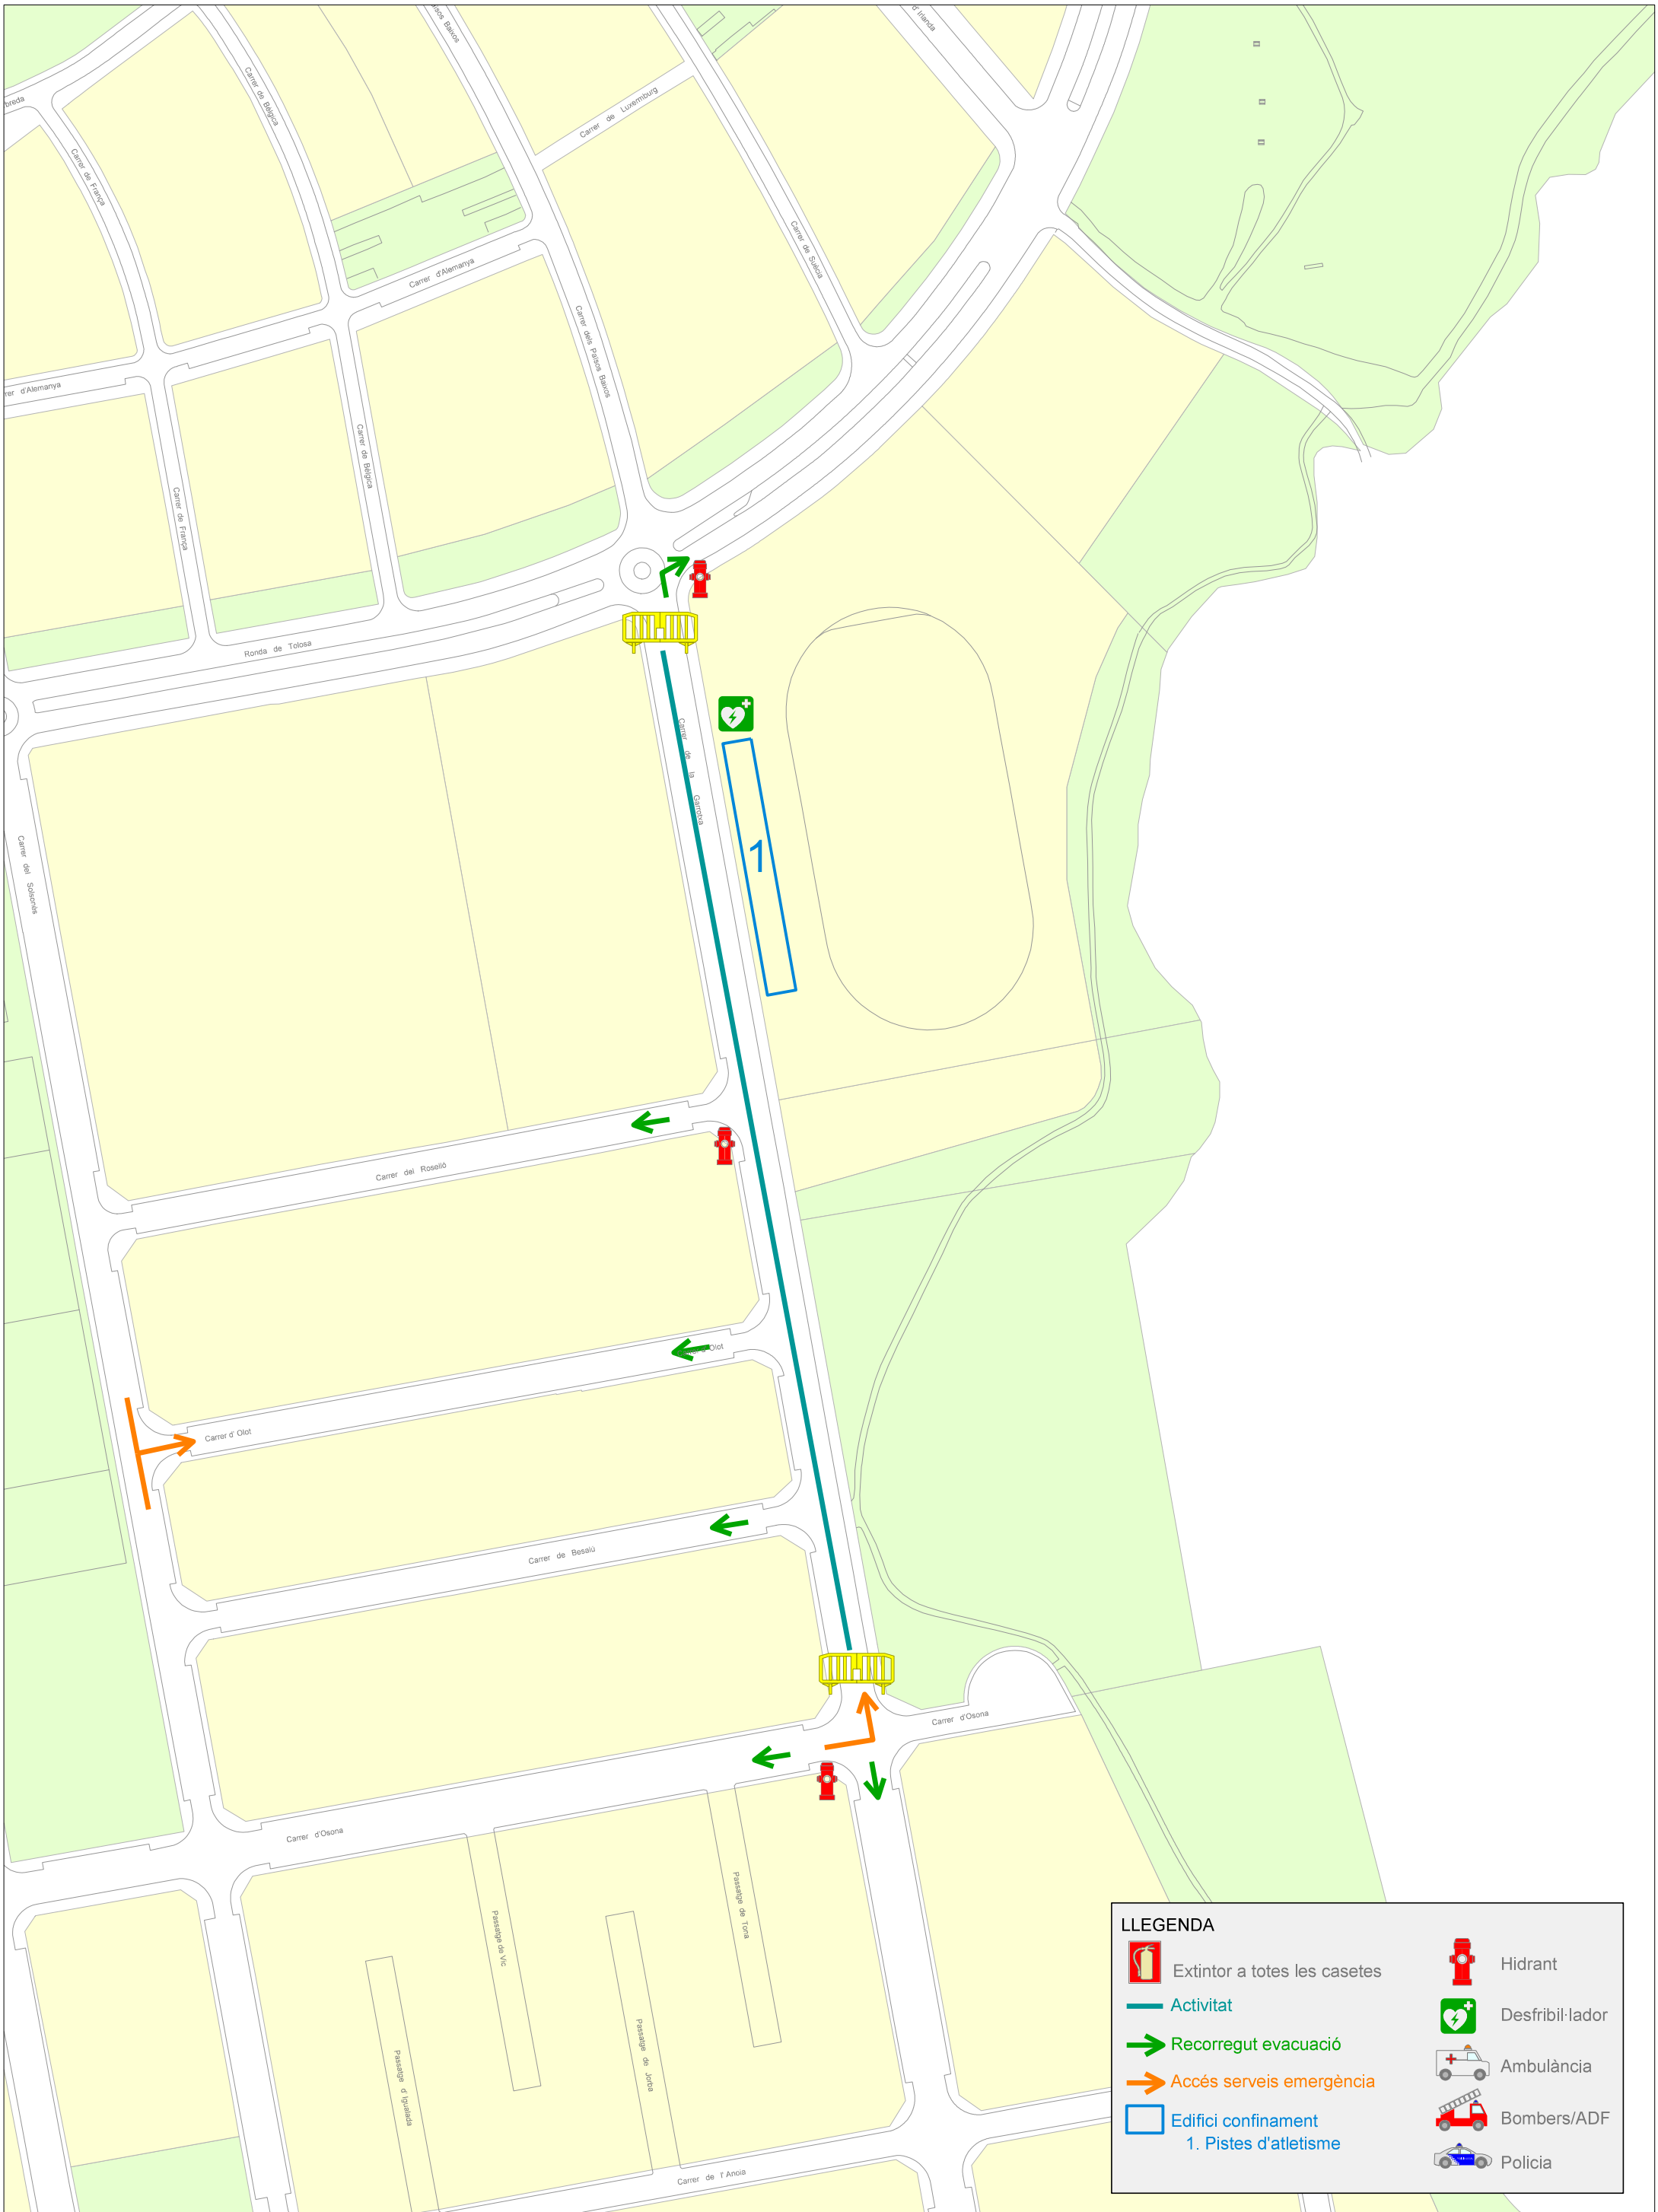 d'Irlanda
Carrer de Bèlgica
Carrer de Luxemburg
Carrer de França
Carrer de Suècia
Carrer d'Alemanya
Carrer dels Països Baixos
Carrer de Bèlgica
Carrer de França
Ronda de Tolosa
Carrer de la Garrotxa
1
Carrer del Solsonès
Carrer del Roselló
Carrer d' Olot
Carrer de Besalú
Carrer d'Osona
Carrer d'Osona
Passatge de Tona
Passatge de Vic
Passatge de Jorba
Passatge d' Igualada
Carrer de l' Anoia
LLEGENDA
Extintor a totes les casetes
Activitat
Recorregut evacuació
Accés serveis emergència
Edifici confinament
1. Pistes d'atletisme
Hidrant
Desfribil·lador
Ambulància
Bombers/ADF
Policia